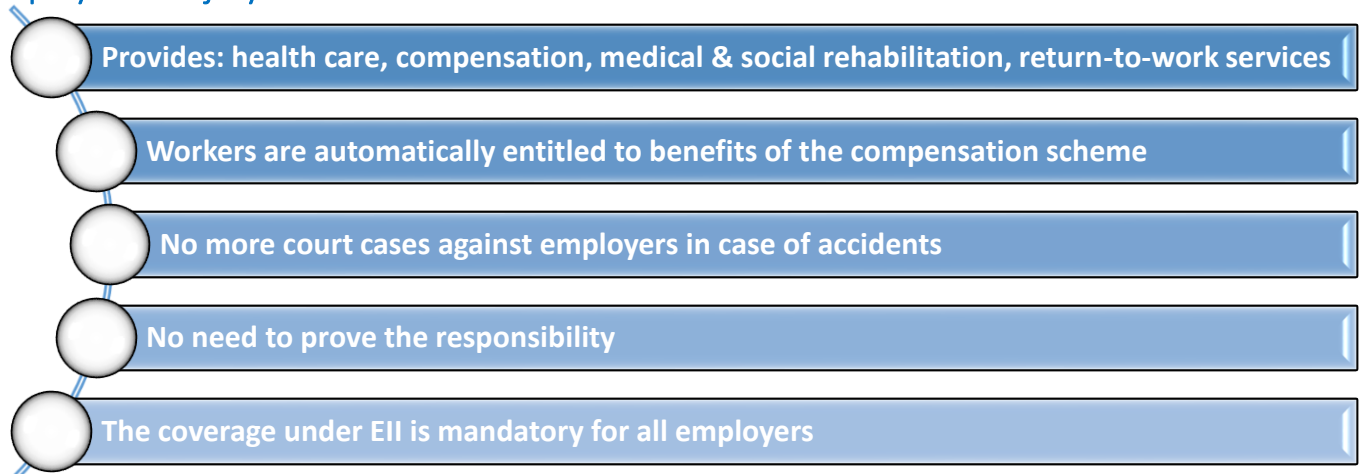 Provides: health care, compensation, medical & social rehabilitation, return-to-work services
Workers are automatically entitled to benefits of the compensation scheme
No more court cases against employers in case of accidents
No need to prove the responsibility
The coverage under EII is mandatory for all employers